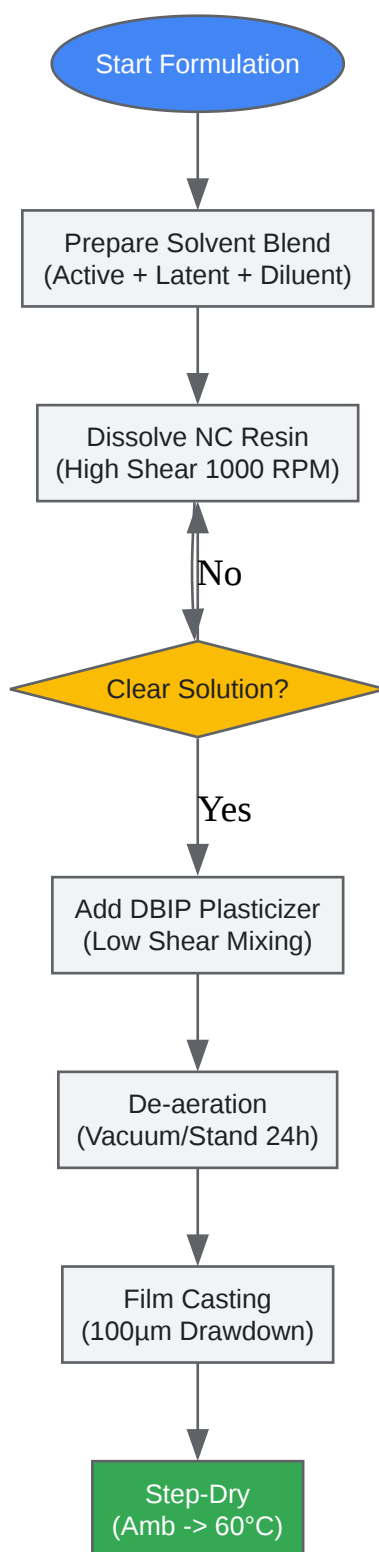 Start Formulation
Prepare Solvent Blend
(Active + Latent + Diluent)
Dissolve NC Resin
(High Shear 1000 RPM)
No
Clear Solution?
Yes
Add DBIP Plasticizer
(Low Shear Mixing)
De-aeration
(Vacuum/Stand 24h)
Film Casting
(100µm Drawdown)
Step-Dry
(Amb -> 60°C)